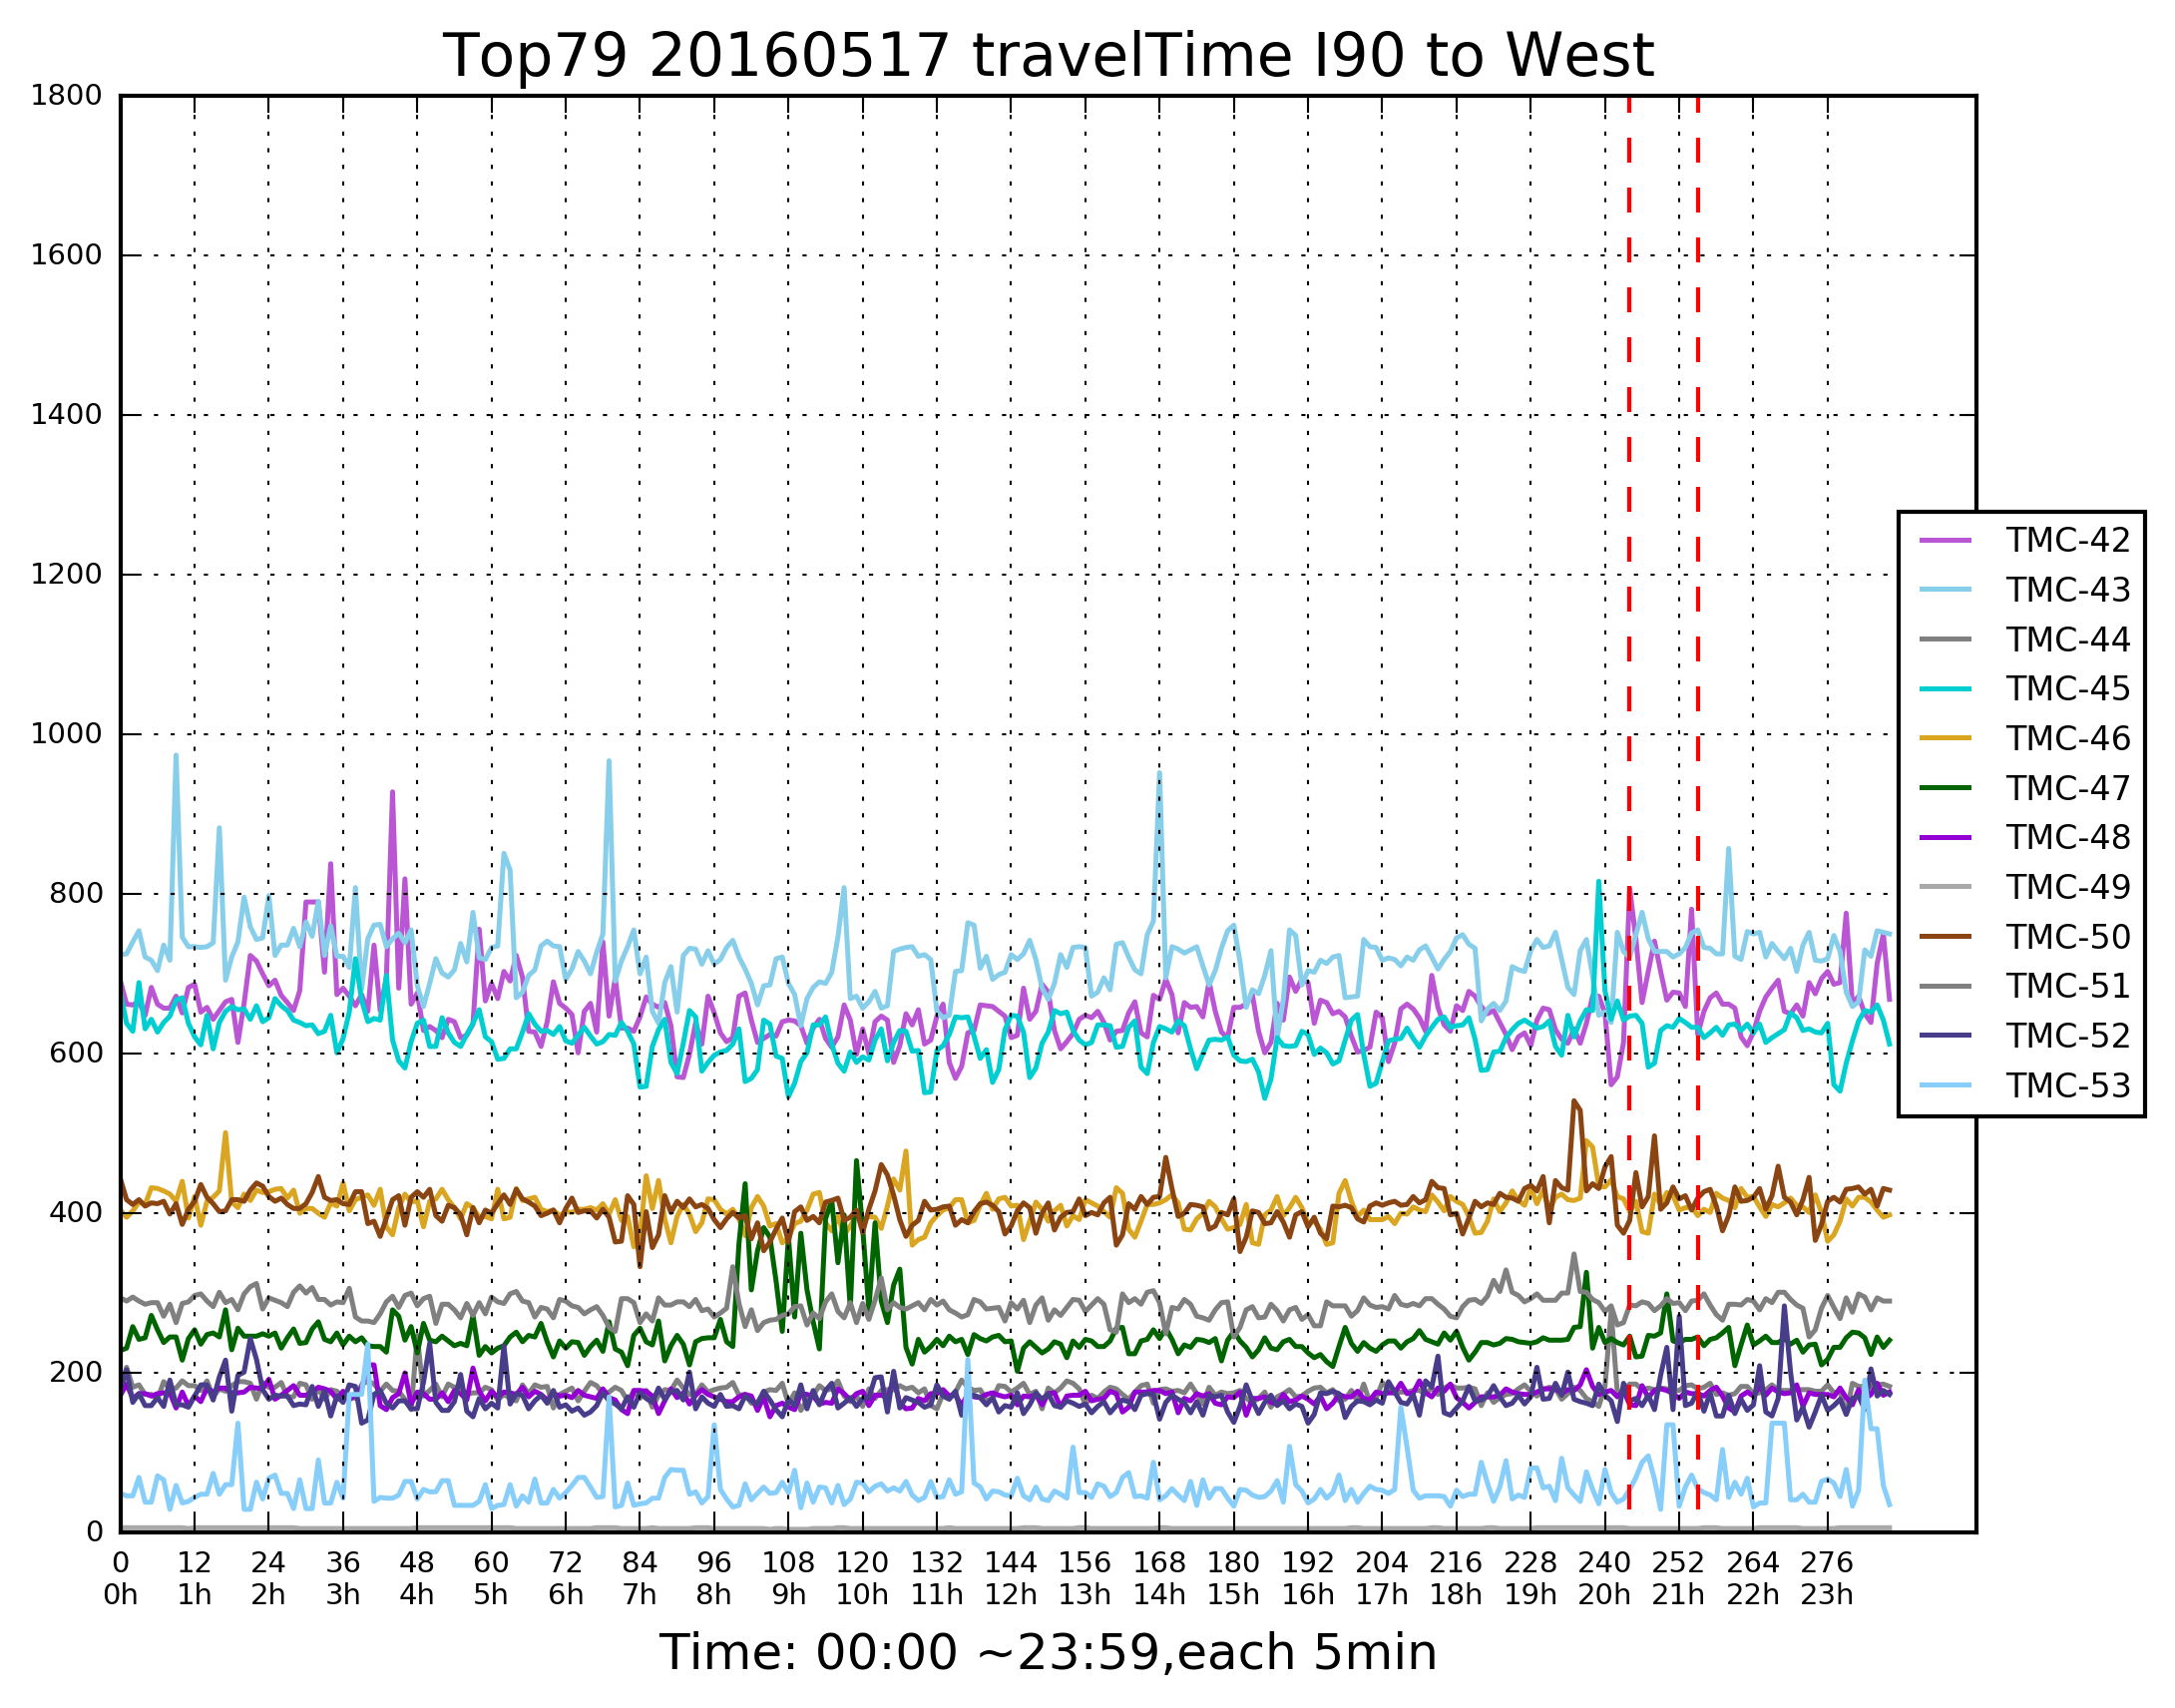 Top79 20160517 travelTime I90 to West
1800
1600
1400
1200
1000
800
600
400
200
0
TMC-42
TMC-43
TMC-44
TMC-45
TMC-46
TMC-47
TMC-48
TMC-49
TMC-50
TMC-51
TMC-52
TMC-53
0 12 24 36 48 60 72 84 96 108 120 132 144 156 168 180 192 204 216 228 240 252 264 276
0h 1h 2h 3h 4h 5h 6h 7h 8h 9h 10h 11h 12h 13h 14h 15h 16h 17h 18h 19h 20h 21h 22h 23h
Time: 00:00 ~23:59,each 5min